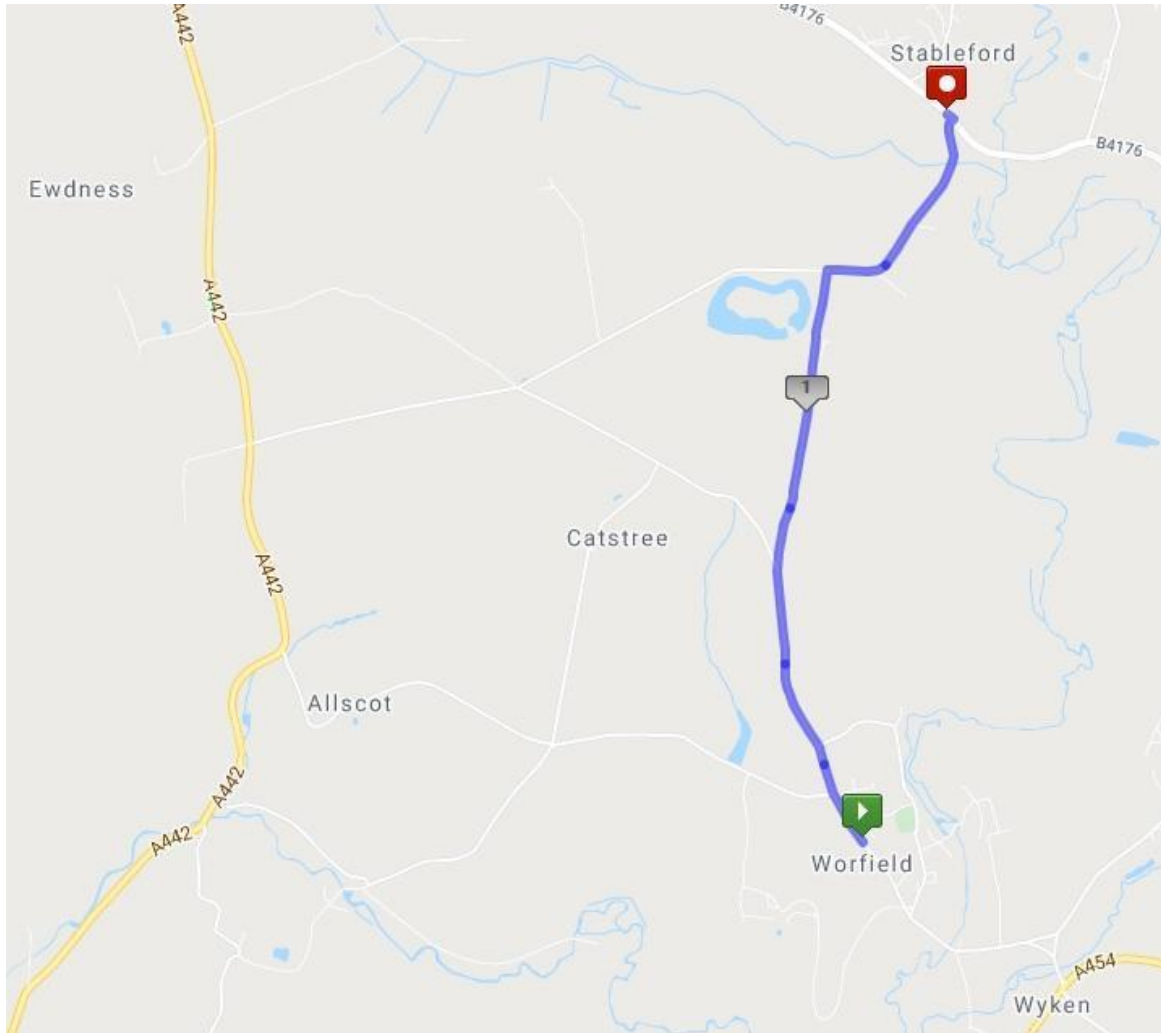 B4176
A442
Stableford
B4176
Ewdness
A442
1
Catstree
A442
Allscot
A442
A442
Worfield
A454
Wyken